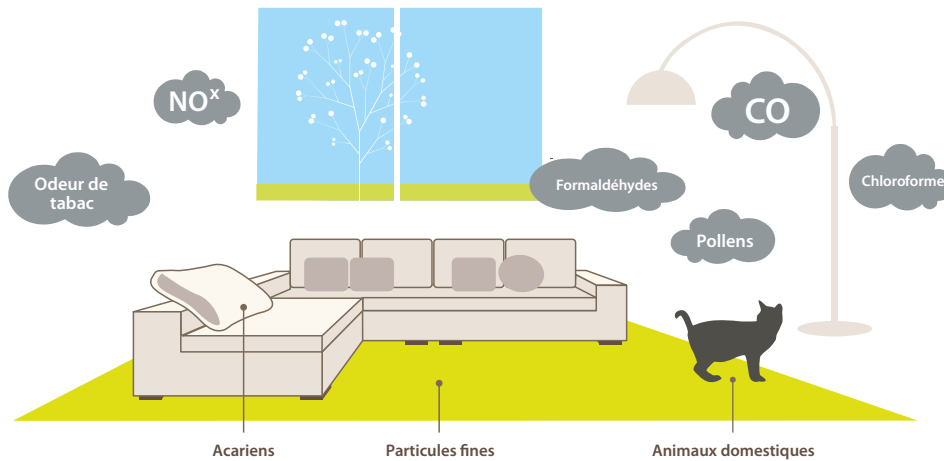 NOx
CO
Odeur de
tabac
Formaldéhydes
Chloroforme
Pollens
Acariens
Particules fines
Animaux domestiques